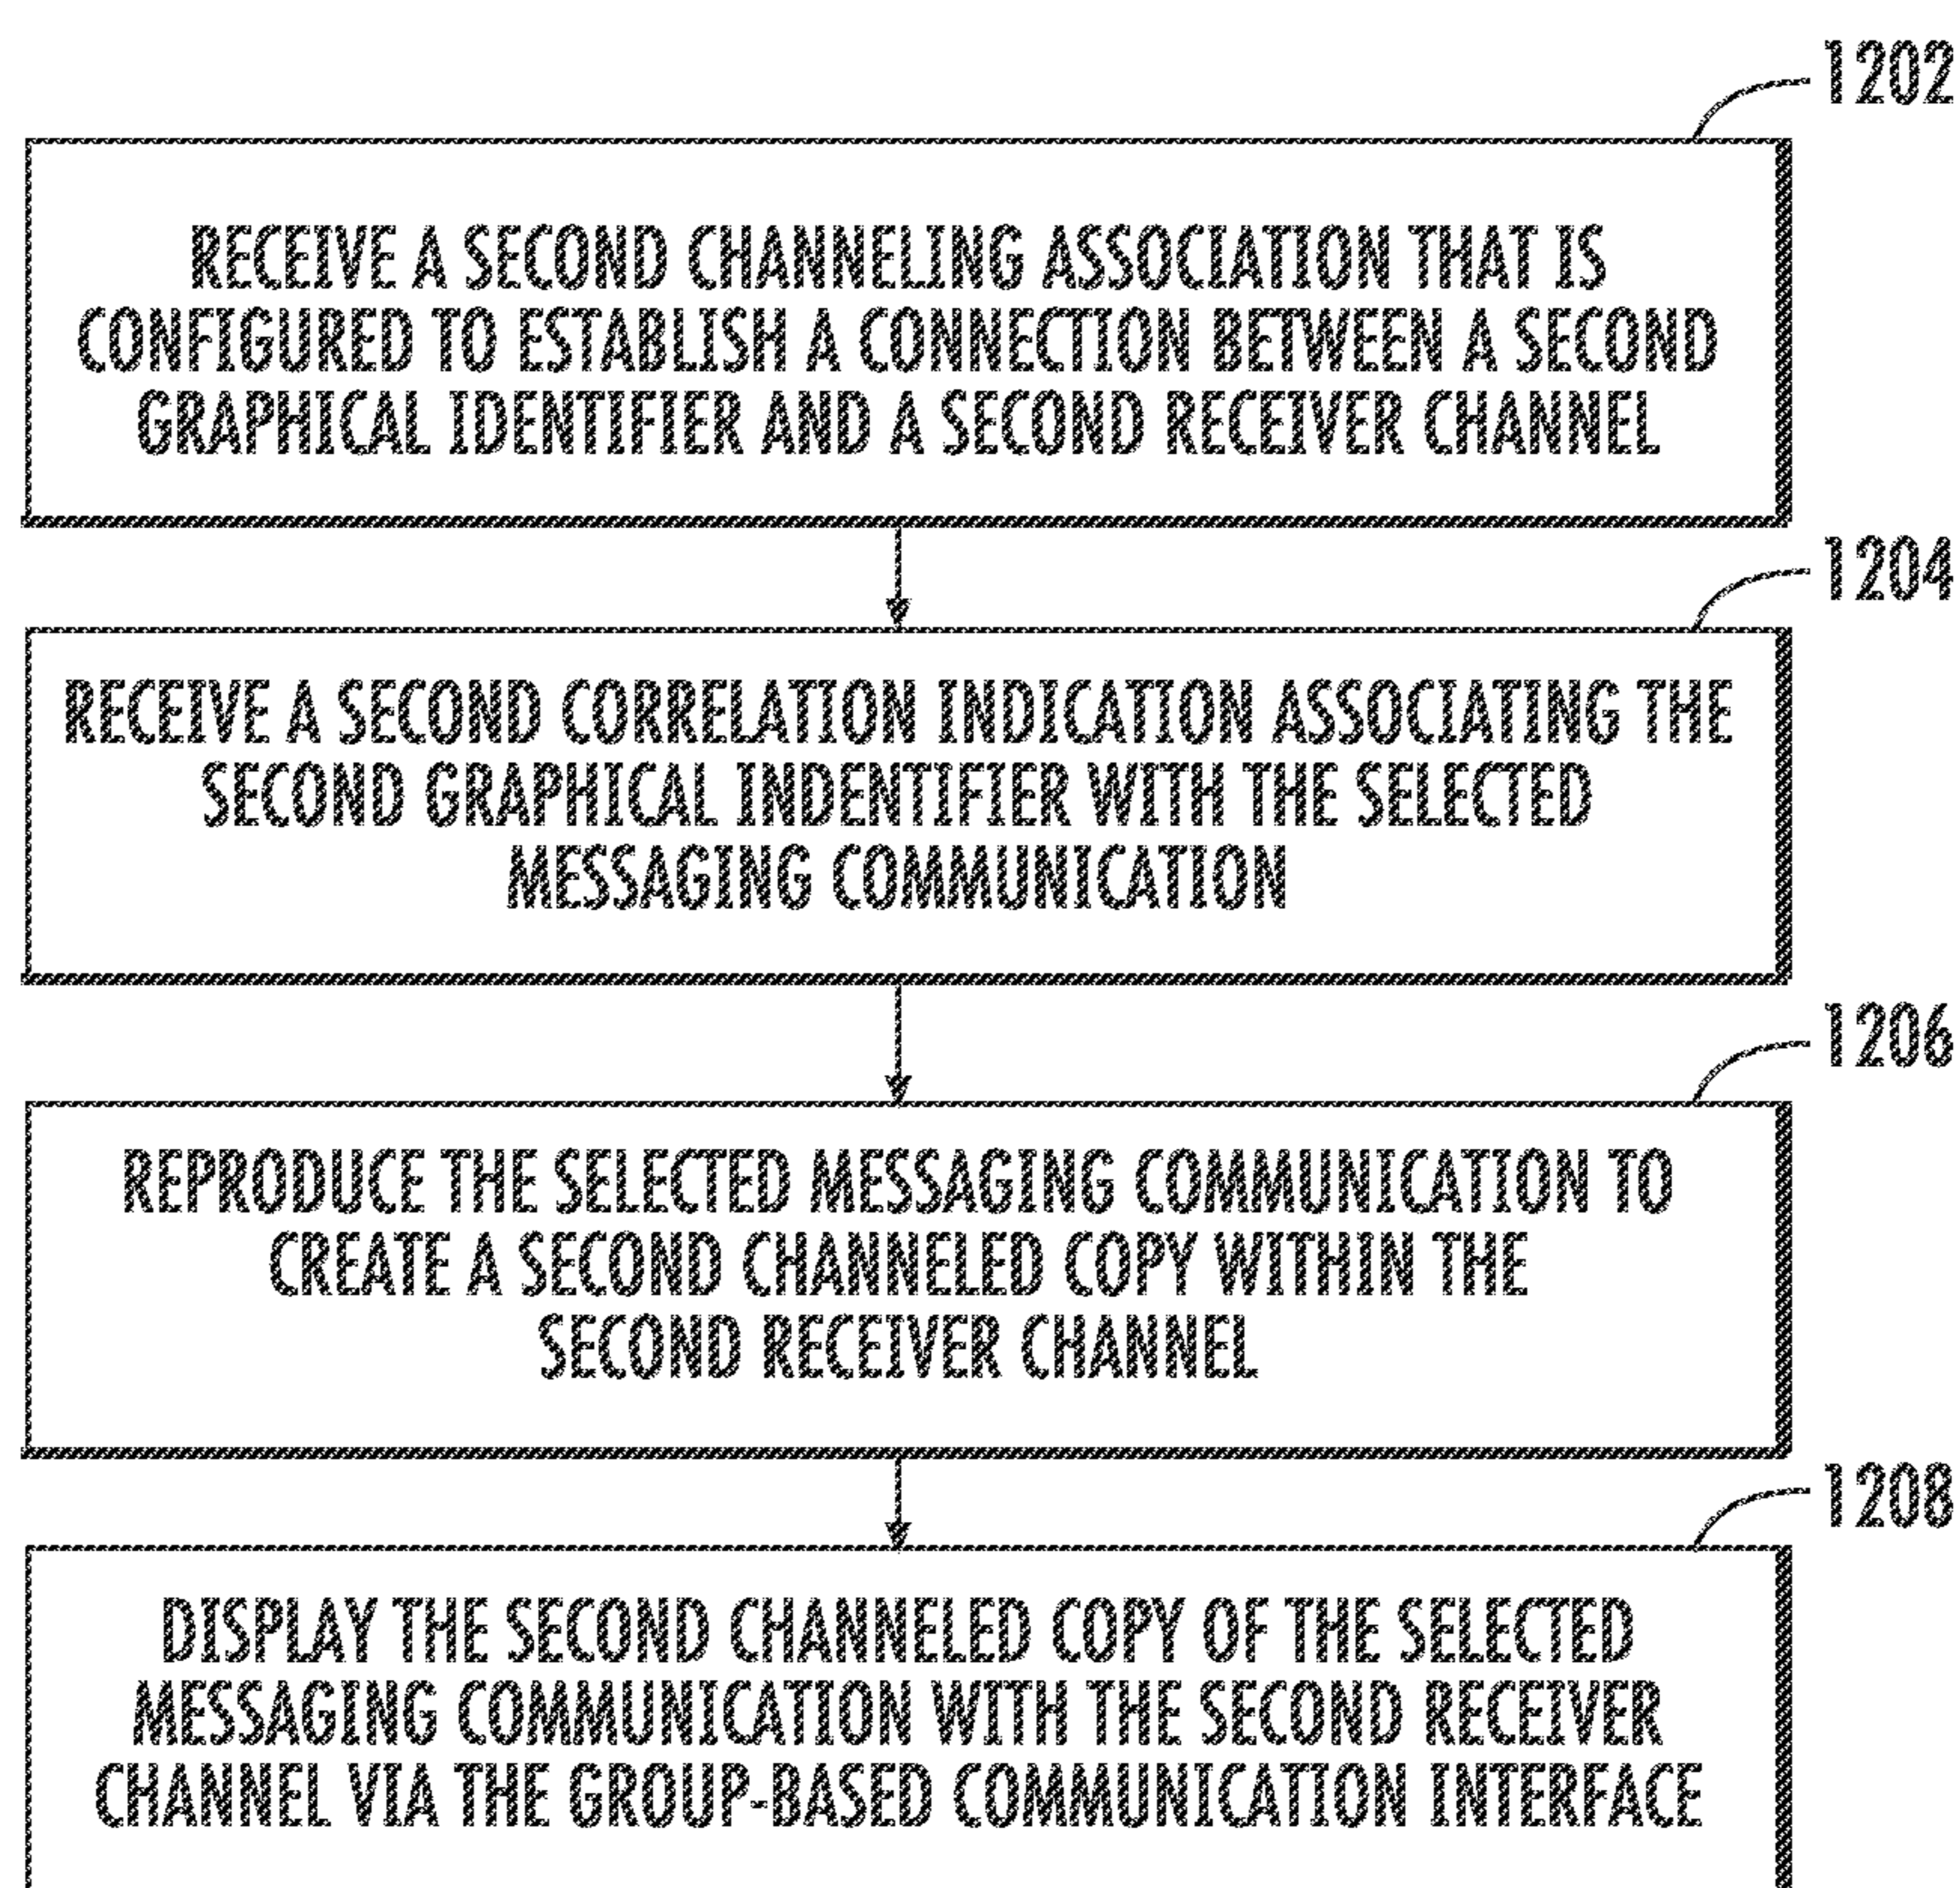 1202
RECEIVE A SECOND CHANNELING ASSOCIATION THAT IS
CONFIGURED TO ESTABLISH A CONNECTION BETWEEN A SECOND
GRAPHICAL IDENTIFIER AND A SECOND RECEIVER CHANNEL
1204
RECEIVE A SECOND CORRELATION INDICATION ASSOCIATING THE
SECOND GRAPHICAL INDENTIFIER WITH THE SELECTED
MESSAGING COMMUNICATION
1206
REPRODUCE THE SELECTED MESSAGING COMMUNICATION TO
CREATE A SECOND CHANNELED COPY WITHIN THE
SECOND RECEIVER CHANNEL
1208
DISPLAY THE SECOND CHANNELED COPY OF THE SELECTED
MESSAGING COMMUNICATION WITH THE SECOND RECEIVER
CHANNEL VIA THE GROUP-BASED COMMUNICATION INTERFACE